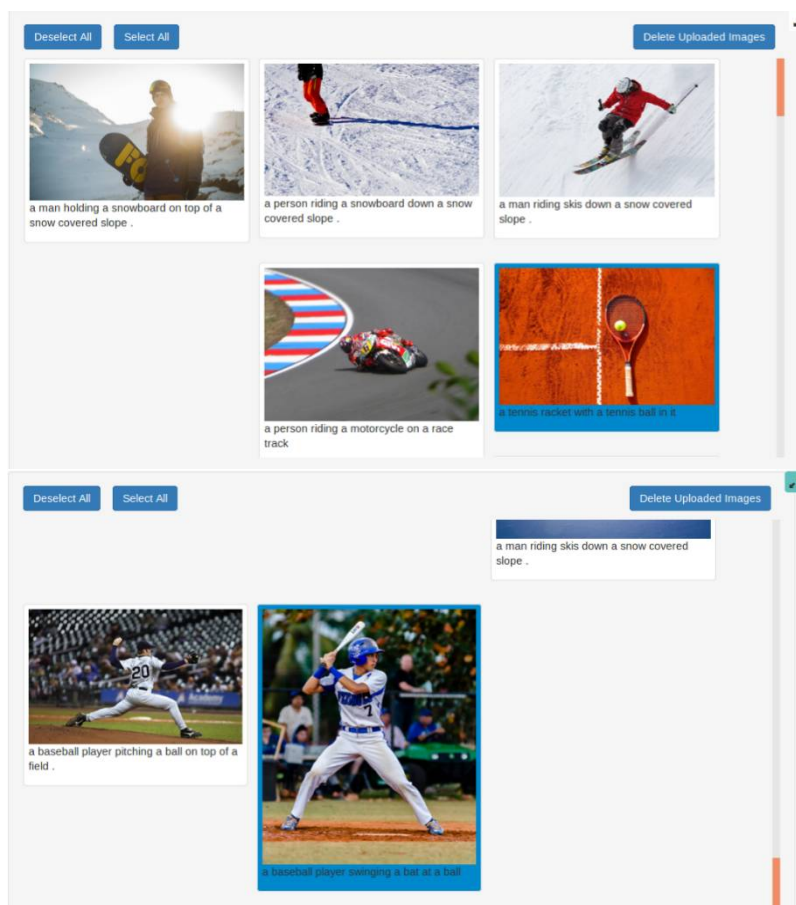 Deselect All
Select All
Delete Uploaded Images
a man holding a snowboard on top of a
snow covered slope .
a person riding a snowboard down a snow
covered slope .
a man riding skis down a snow covered
slope .
a person riding a motorcycle on a race
track
a tennis racket with a tennis ball in it
Deselect All
Select All
Delete Uploaded Images
a man riding skis down a snow covered
slope .
20
7
a baseball player pitching a ball on top of a
field .
a baseball player swinging a bat at a ball